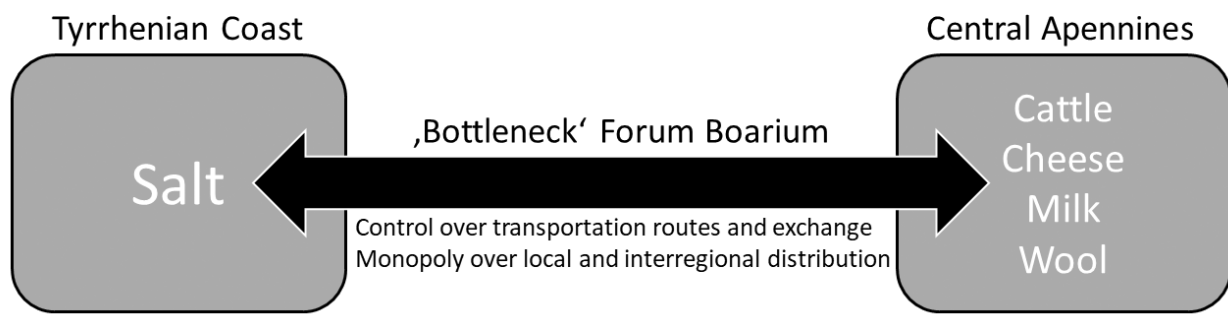 Tyrrhenian Coast
Central Apennines
Salt
‚Bottleneck‘ Forum Boarium
Control over transportation routes and exchange
Monopoly over local and interregional distribution
Cattle
Cheese
Milk
Wool